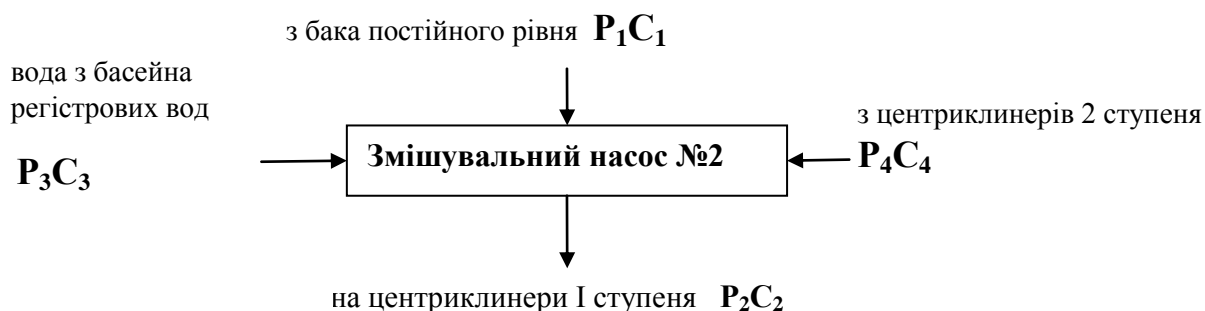 з бака постійного рівня P₁C₁
вода з басейна
регістрових вод
P₃C₃
Змішувальний насос №2
з центриклинерів 2 ступеня
P₄C₄
на центриклинери І ступеня P₂C₂